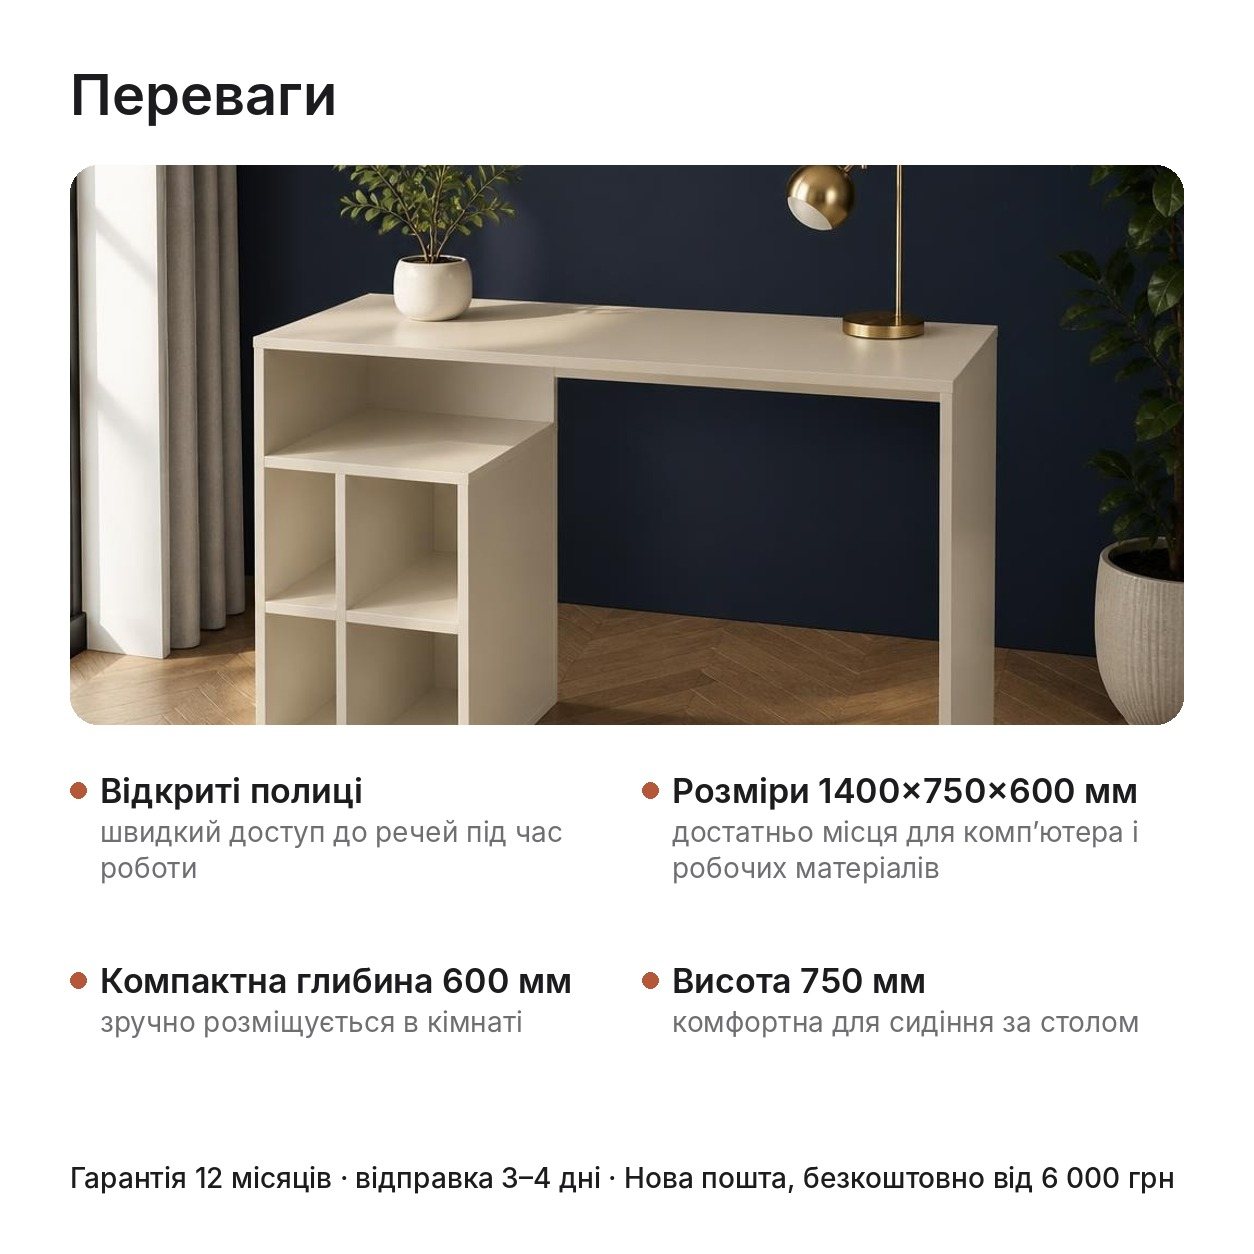 Переваги
Відкриті полиці
швидкий доступ до речей під час
роботи
Розміри 1400×750×600 мм
достатньо місця для комп’ютера і
робочих матеріалів
Компактна глибина 600 мм
зручно розміщується в кімнаті
Висота 750 мм
комфортна для сидіння за столом
Гарантія 12 місяців · відправка 3–4 дні · Нова пошта, безкоштовно від 6 000 грн